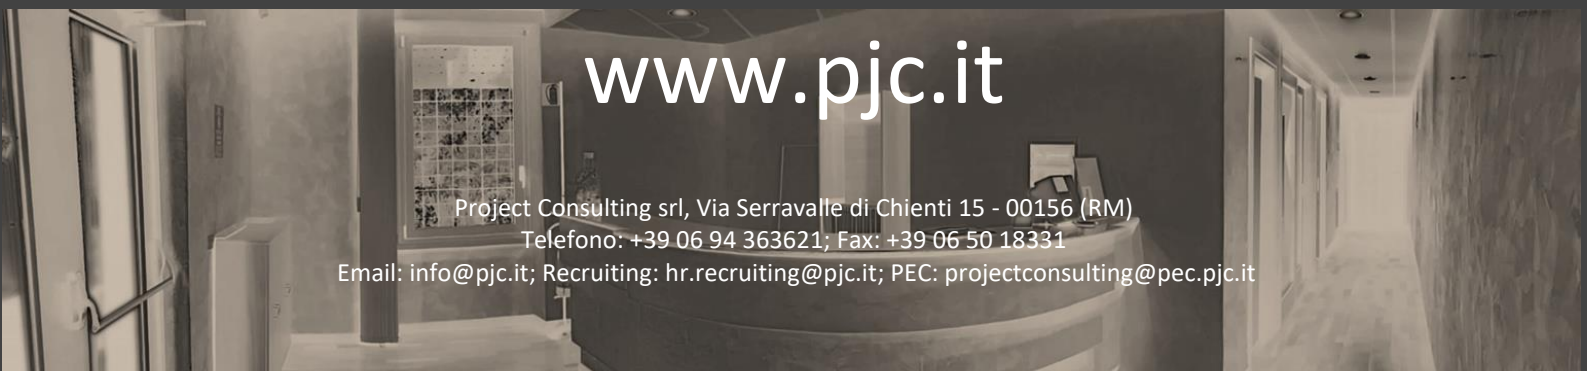 www.pjc.it
Project Consulting srl, Via Serravalle di Chienti 15 - 00156 (RM)
Telefono: +39 06 94 363621; Fax: +39 06 50 18331
Email: info@pjc.it; Recruiting: hr.recruiting@pjc.it; PEC: projectconsulting@pec.pjc.it